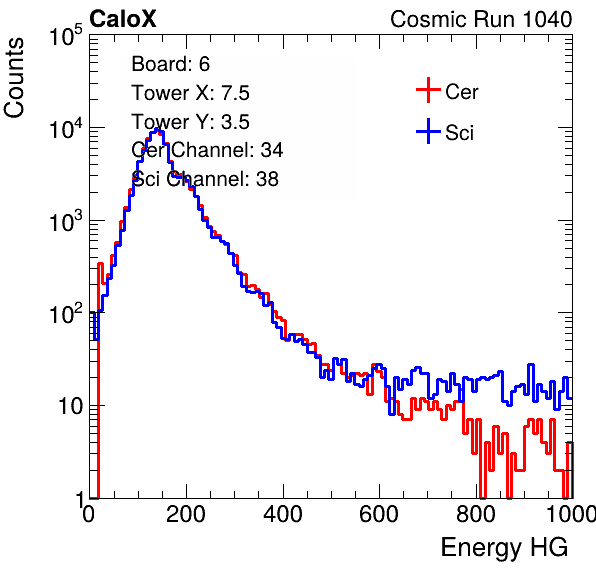 CaloX Cosmic Run 1040
Counts
10^5
10^4
10^3
10^2
10
1
Board: 6
Tower X: 7.5
Tower Y: 3.5
Cer Channel: 34
Sci Channel: 38
Cer
Sci
0 200 400 600 800 1000
Energy HG